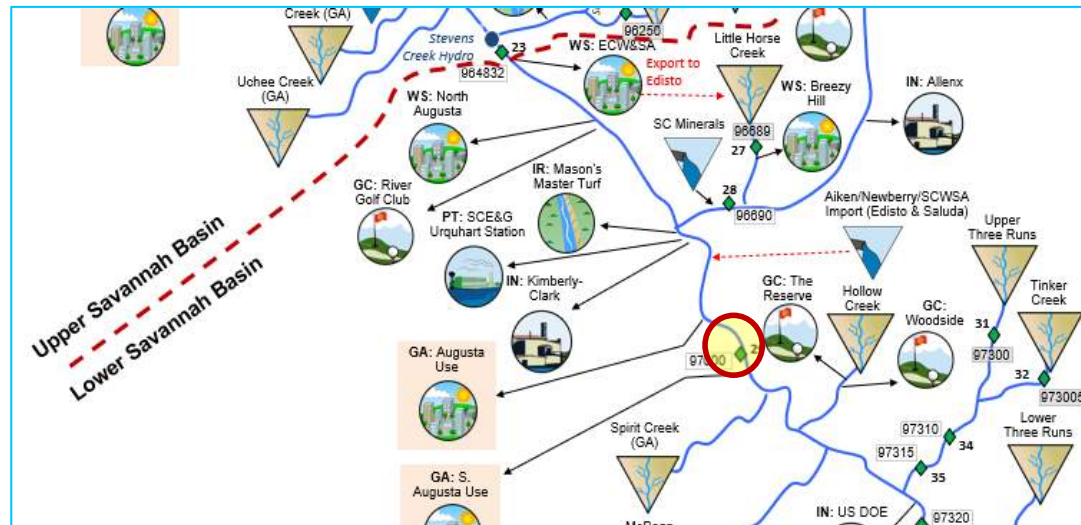 Creek (GA)
Stevens
Creek Hydro
23
964832
96250
WS: ECW&SA
Export to
Edisto
Little Horse
Creek
WS: Breezy
Hill
IN: Allenx
Uchee Creek
(GA)
WS: North
Augusta
SC Minerals
96689
27
GC: River
Golf Club
IR: Mason's
Master Turf
28
96690
Aiken/Newberry/SCWSA
Import (Edisto & Saluda)
Upper
Three Runs
PT: SCE&G
Urquhart Station
IN: Kimberly-
Clark
GC: The
Reserve
Hollow
Creek
GC:
Woodside
Tinker
Creek
31
97300
32
973005
Upper Savannah Basin
Lower Savannah Basin
GA: Augusta
Use
Spirit Creek
(GA)
97310
34
97315
35
Lower
Three Runs
GA: S.
Augusta Use
IN: US DOE
97320